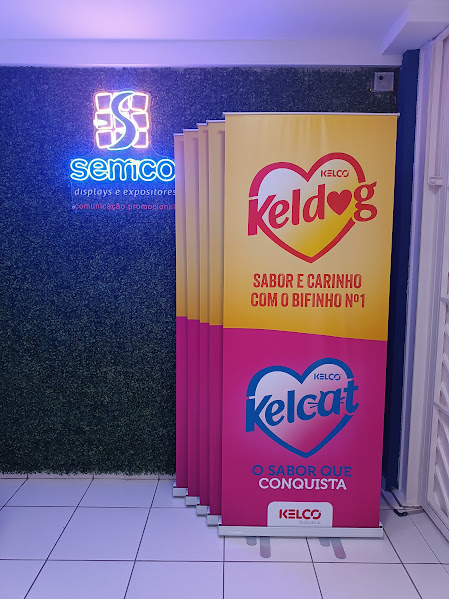 semco
displays e expositores
comunicação promocional
KELCO
Keldog
SABOR E CARINHO
COM O BIFINHO Nº1
KELCO
Kelcat
O SABOR QUE
CONQUISTA
KELCO